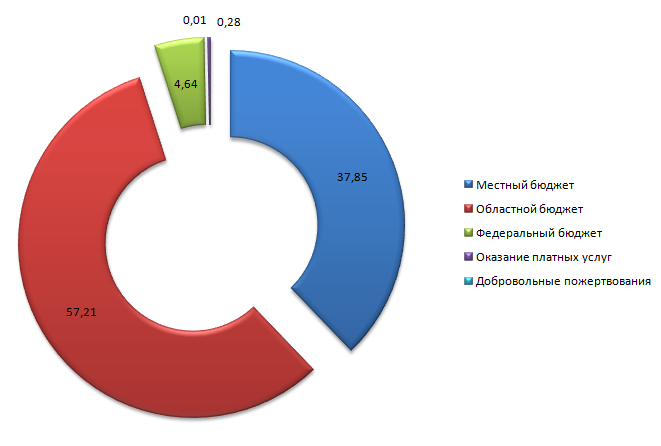 0,01
0,28
4,64
37,85
57,21
Местный бюджет
Областной бюджет
Федеральный бюджет
Оказание платных услуг
Добровольные пожертвования